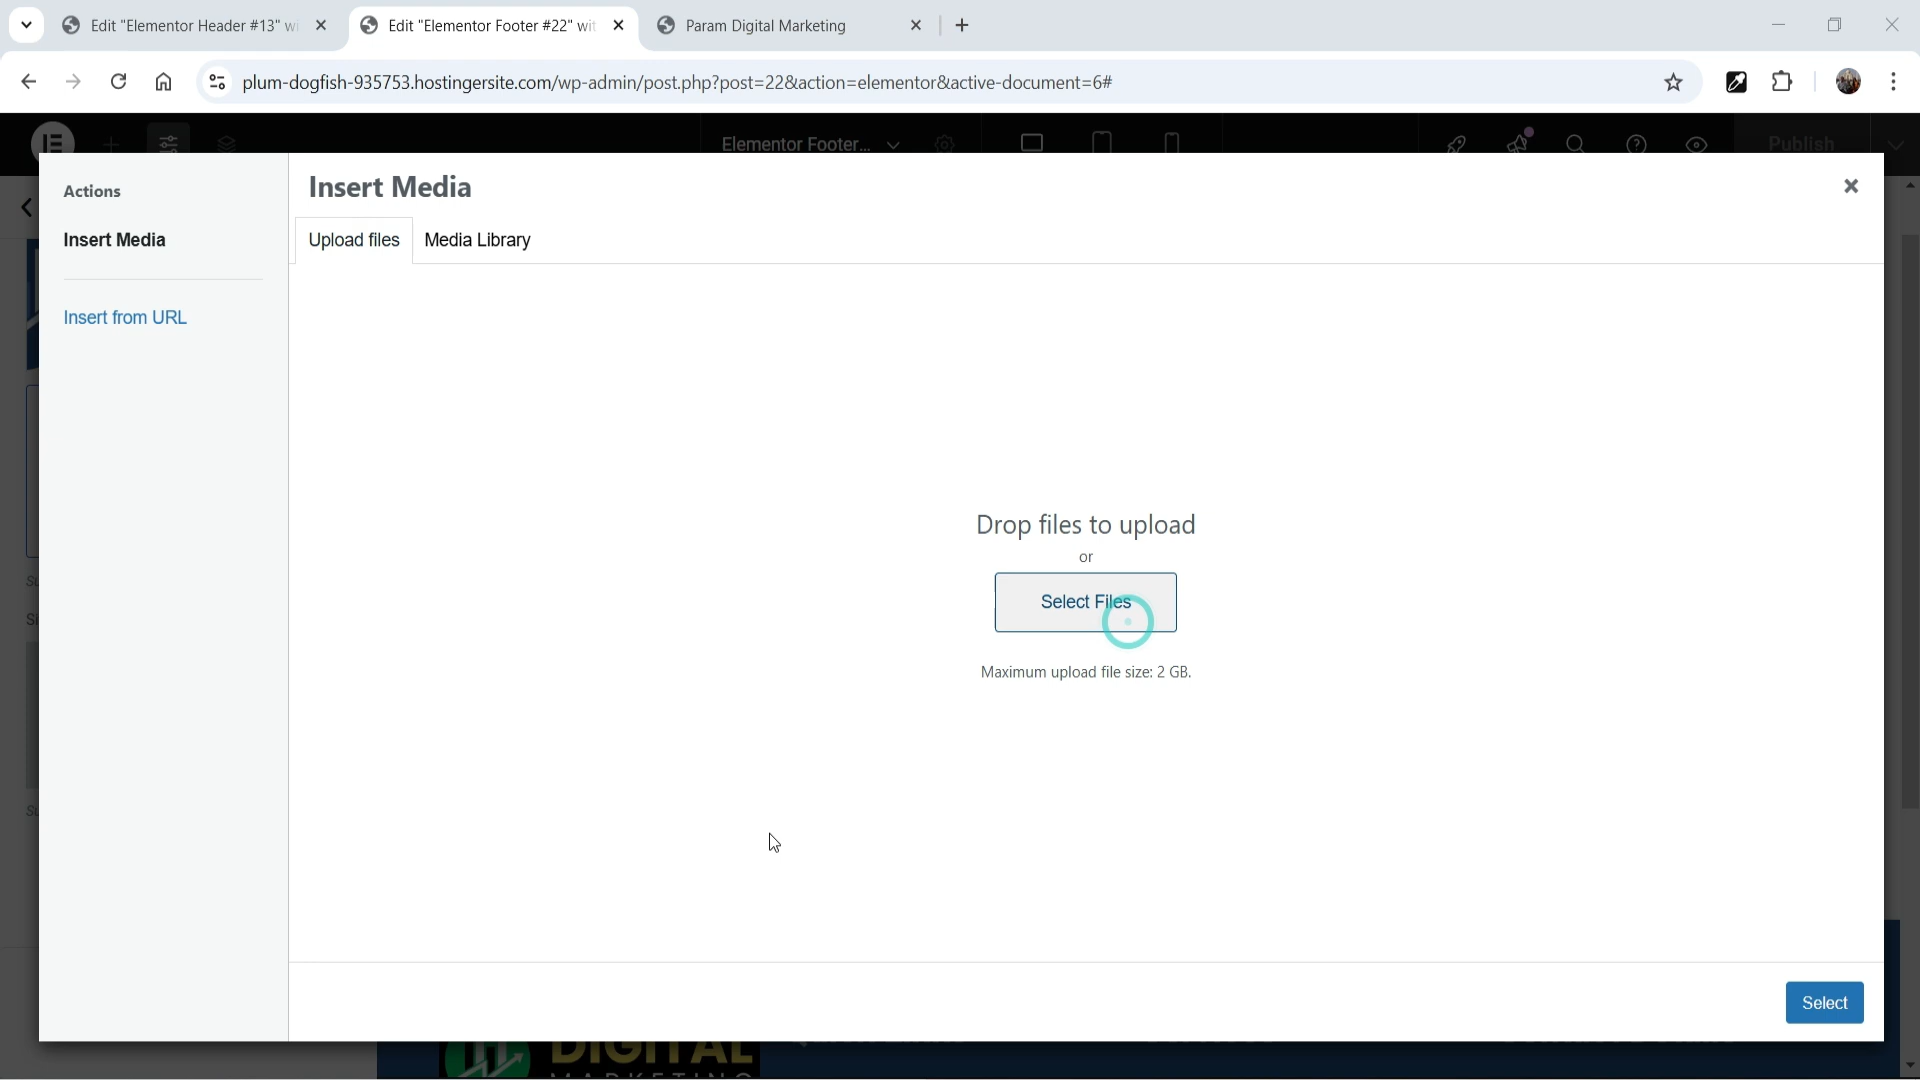 Edit "Elementor Header #13" wi
Edit "Elementor Footer #22" wit
Param Digital Marketing
plum-dogfish-935753.hostingersite.com/wp-admin/post.php?post=22&action=elementor&active-document=6#
Elementor Footer...
Publish
Actions
Insert Media
Insert from URL
Insert Media
Upload files
Media Library
Drop files to upload
or
Select Files
Maximum upload file size: 2 GB.
Select
DIGITAL
MARKETING